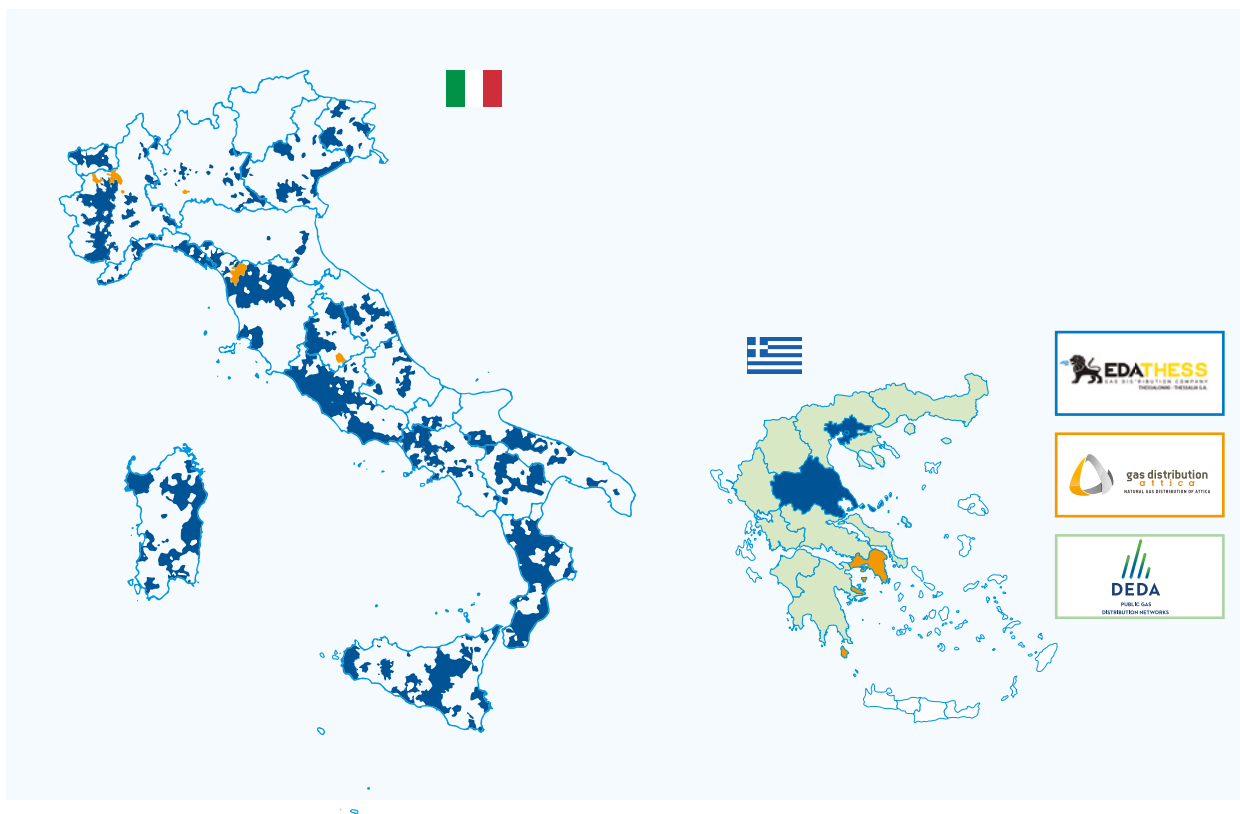 EDATHESS
GAS DISTRIBUTION COMPANY
THESSALONIKI - THESSALIA S.A.
gas distribution
attica
NATURAL GAS DISTRIBUTION OF ATTICA
DEDA
PUBLIC GAS
DISTRIBUTION NETWORKS